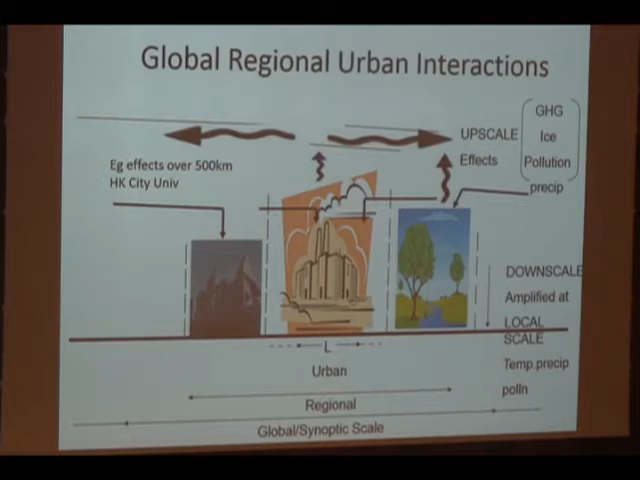 Global Regional Urban Interactions
GHG
UPSCALE
Ice
Effects
Pollution
precip
Eg effects over 500km
HK City Univ
DOWNSCALE
Amplified at
LOCAL
SCALE
Temp.precip
polln
L
Urban
Regional
Global/Synoptic Scale